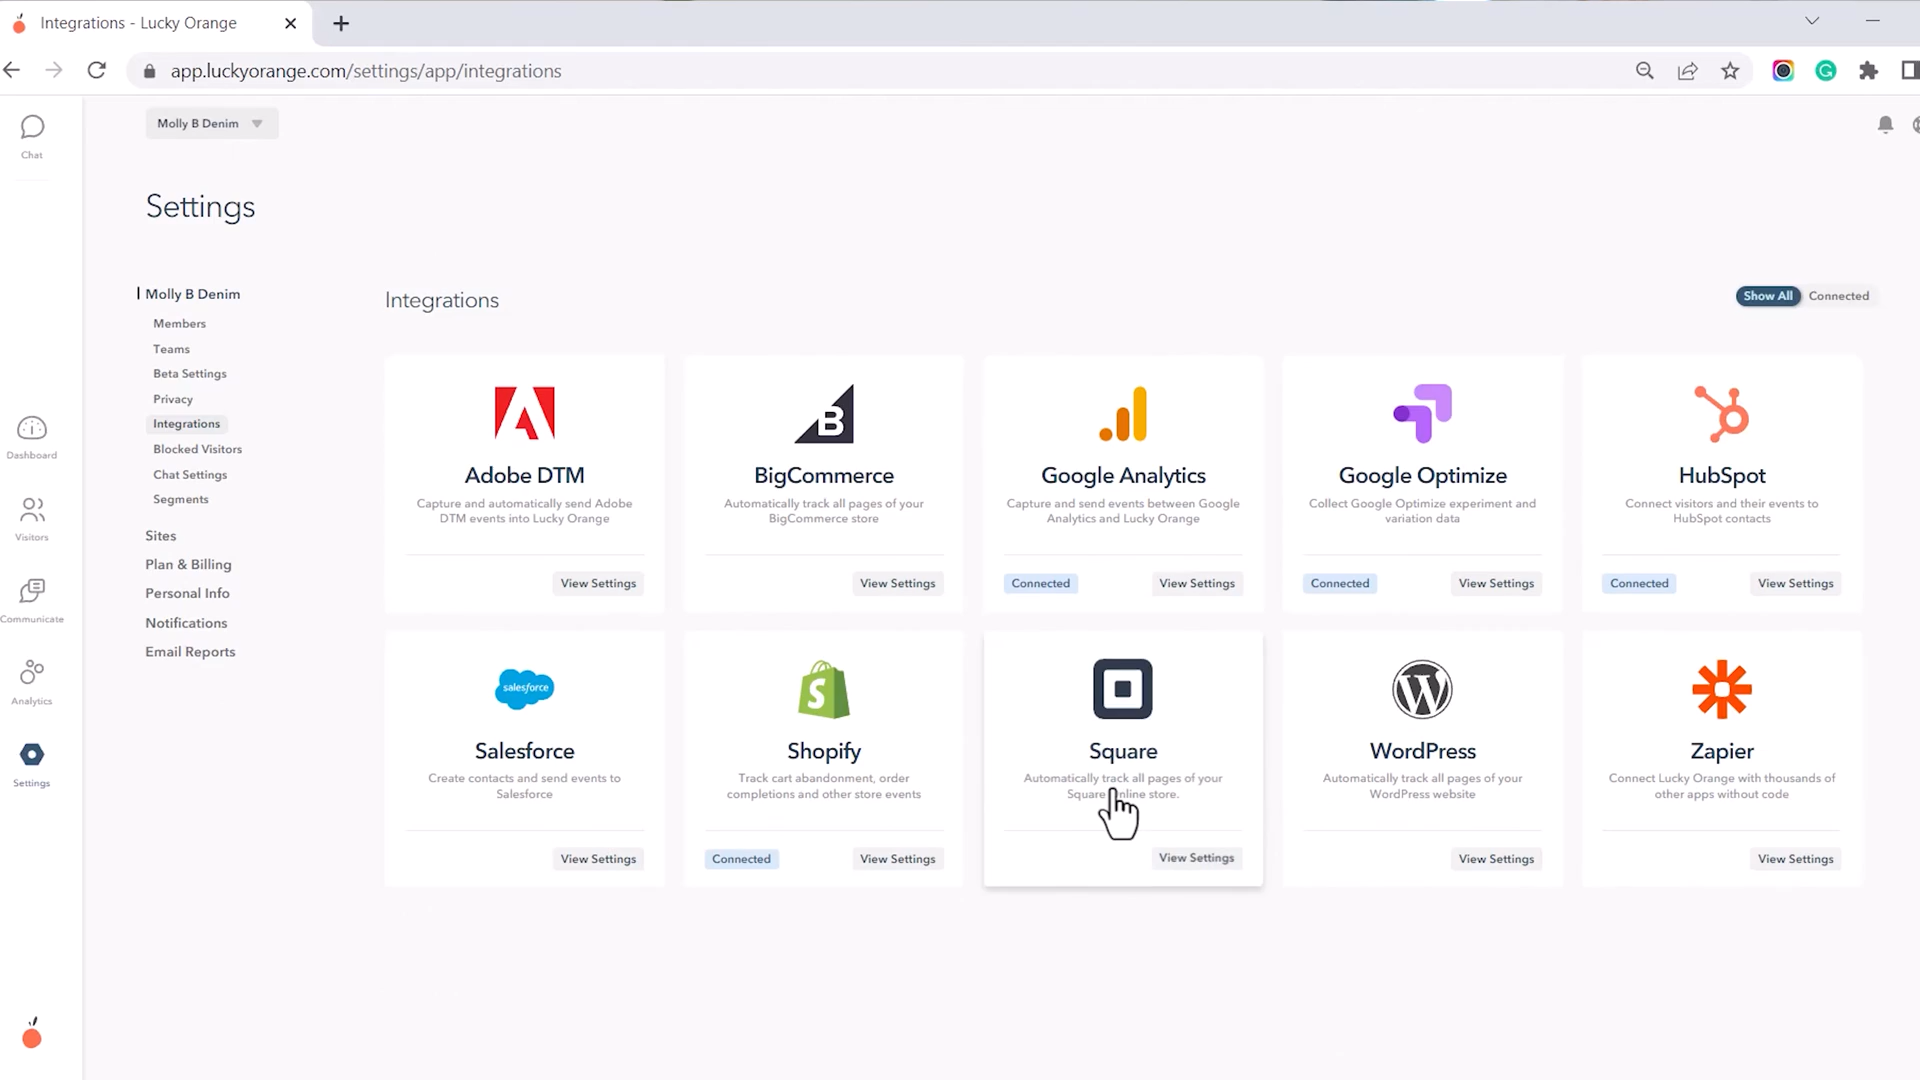 Integrations - Lucky Orange
app.luckyorange.com/settings/app/integrations
Chat
Molly B Denim
Settings
Molly B Denim
Members
Teams
Beta Settings
Privacy
Integrations
Blocked Visitors
Chat Settings
Segments
Sites
Plan & Billing
Personal Info
Notifications
Email Reports
Dashboard
Visitors
Communicate
Analytics
Settings
Integrations
Show All
Connected
Adobe DTM
Capture and automatically send Adobe
DTM events into Lucky Orange
View Settings
B
BigCommerce
Automatically track all pages of your
BigCommerce store
View Settings
Google Analytics
Capture and send events between Google
Analytics and Lucky Orange
Connected
View Settings
Google Optimize
Collect Google Optimize experiment and
variation data
Connected
View Settings
HubSpot
Connect visitors and their events to
HubSpot contacts
Connected
View Settings
salesforce
Salesforce
Create contacts and send events to
Salesforce
View Settings
S
Shopify
Track cart abandonment, order
completions and other store events
Connected
View Settings
Square
Automatically track all pages of your
Square online store.
View Settings
W
WordPress
Automatically track all pages of your
WordPress website
View Settings
Zapier
Connect Lucky Orange with thousands of
other apps without code
View Settings